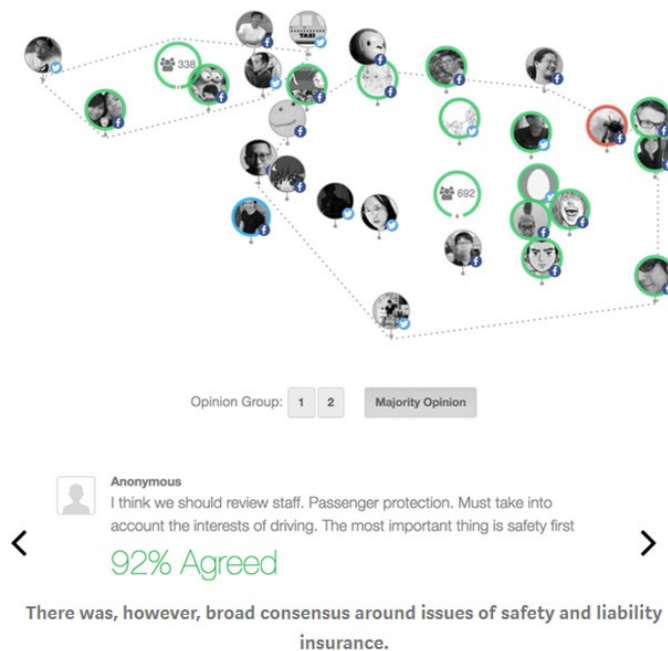 TAXI
338
692
Opinion Group: 1 2 Majority Opinion
Anonymous
I think we should review staff. Passenger protection. Must take into
account the interests of driving. The most important thing is safety first
92% Agreed
There was, however, broad consensus around issues of safety and liability
insurance.